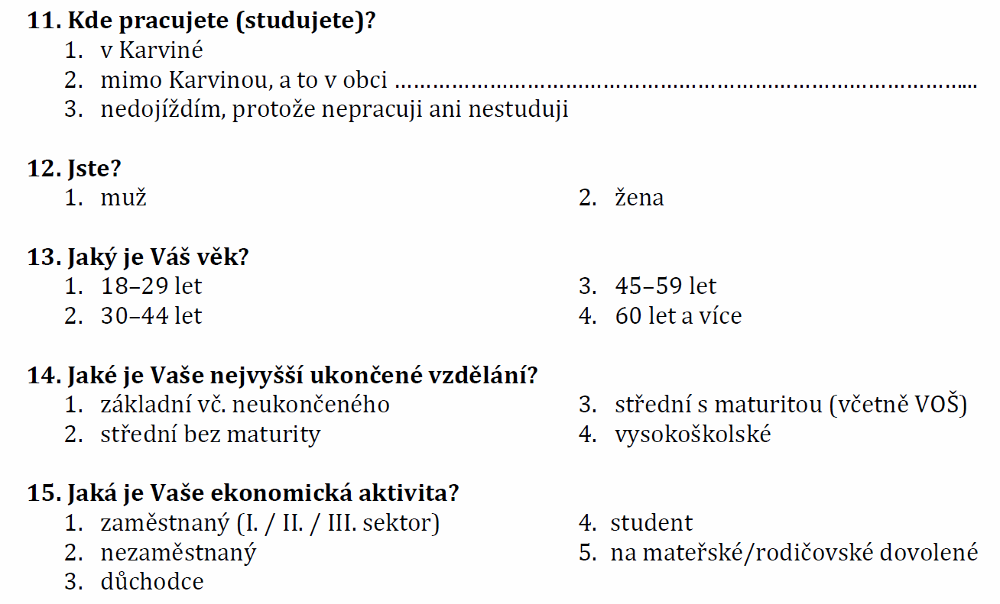 11. Kde pracujete (studujete)?
1. v Karviné
2. mimo Karvinou, a to v obci ……………………………………………………………………………
3. nedojíždím, protože nepracuji ani nestuduji
12. Jste?
1. muž 2. žena
13. Jaký je Váš věk?
1. 18–29 let 3. 45–59 let
2. 30–44 let 4. 60 let a více
14. Jaké je Vaše nejvyšší ukončené vzdělání?
1. základní vč. neukončeného 3. střední s maturitou (včetně VOŠ)
2. střední bez maturity 4. vysokoškolské
15. Jaká je Vaše ekonomická aktivita?
1. zaměstnaný (I. / II. / III. sektor) 4. student
2. nezaměstnaný 5. na mateřské/rodičovské dovolené
3. důchodce